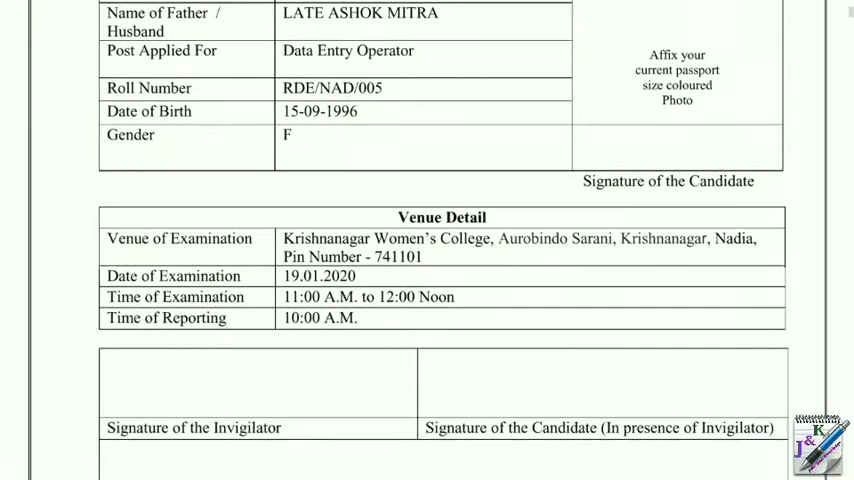 Name of Father / LATE ASHOK MITRA
Husband
Post Applied For Data Entry Operator
Affix your
current passport
size coloured
Photo
Roll Number RDE/NAD/005
Date of Birth 15-09-1996
Gender F
Signature of the Candidate
Venue Detail
Venue of Examination Krishnanagar Women's College, Aurobindo Sarani, Krishnanagar, Nadia,
Pin Number - 741101
Date of Examination 19.01.2020
Time of Examination 11:00 A.M. to 12:00 Noon
Time of Reporting 10:00 A.M.
Signature of the Invigilator Signature of the Candidate (In presence of Invigilator)
J&K